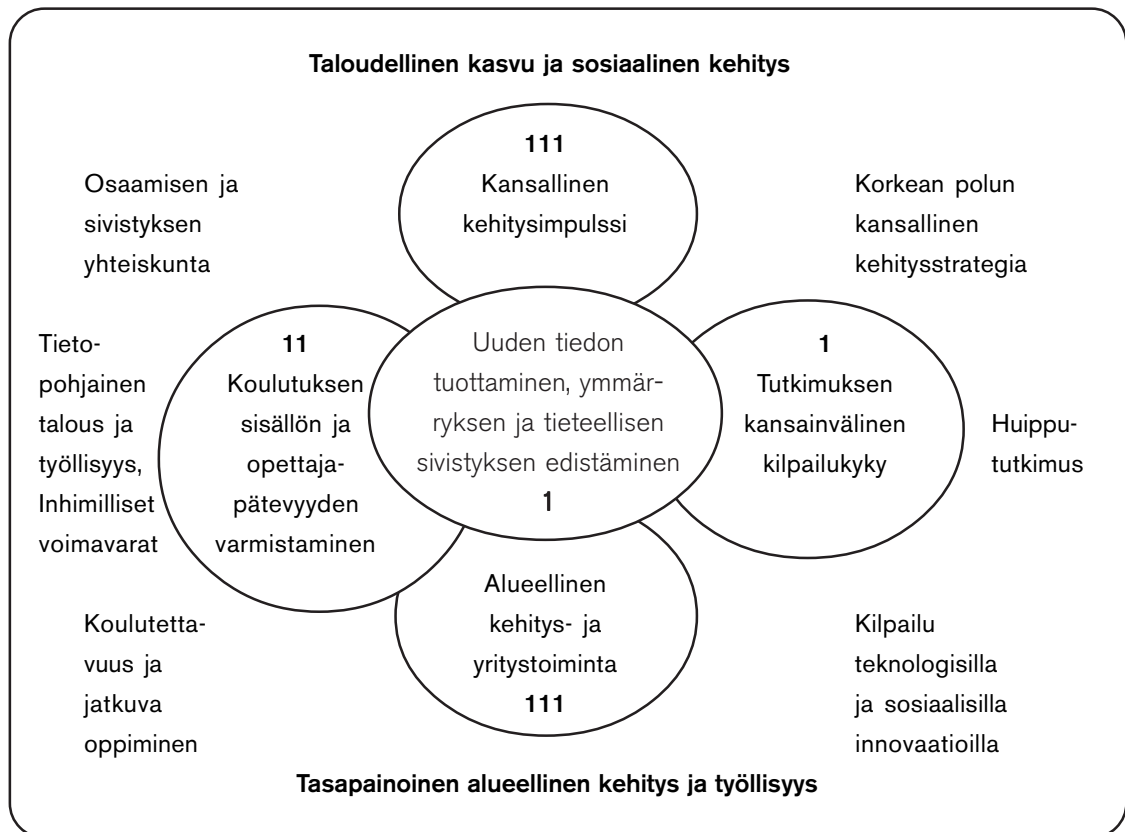 Taloudellinen kasvu ja sosiaalinen kehitys
111
Kansallinen
kehitysimpulssi
Osaamisen ja
sivistyksen
yhteiskunta
Korkean polun
kansallinen
kehitysstrategia
Tieto-
pohjainen
talous ja
työllisyys,
Inhimilliset
voimavarat
11
Koulutuksen
sisällön ja
opettaja-
pätevyyden
varmistaminen
Uuden tiedon
tuottaminen, ymmär-
ryksen ja tieteellisen
sivistyksen edistäminen
1
1
Tutkimuksen
kansainvälinen
kilpailukyky
Huippu-
tutkimus
Alueellinen
kehitys- ja
yritystoiminta
111
Koulutetta-
vuus ja
jatkuva
oppiminen
Kilpailu
teknologisilla
ja sosiaalisilla
innovaatioilla
Tasapainoinen alueellinen kehitys ja työllisyys